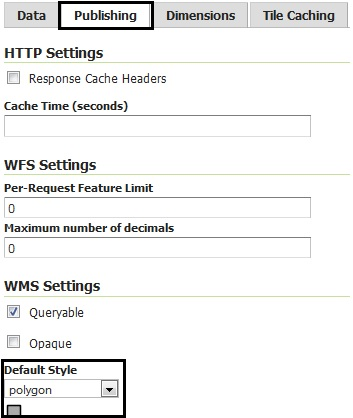 Data Publishing Dimensions Tile Caching
HTTP Settings
Response Cache Headers
Cache Time (seconds)
WFS Settings
Per-Request Feature Limit
0
Maximum number of decimals
0
WMS Settings
Queryable
Opaque
Default Style
polygon